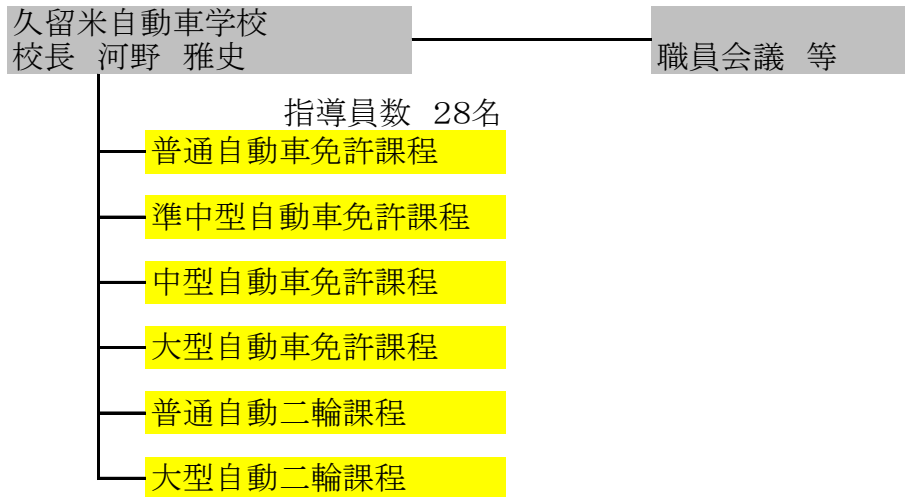 久留米自動車学校
校長 河野 雅史
職員会議 等
指導員数 28名
普通自動車免許課程
準中型自動車免許課程
中型自動車免許課程
大型自動車免許課程
普通自動二輪課程
大型自動二輪課程